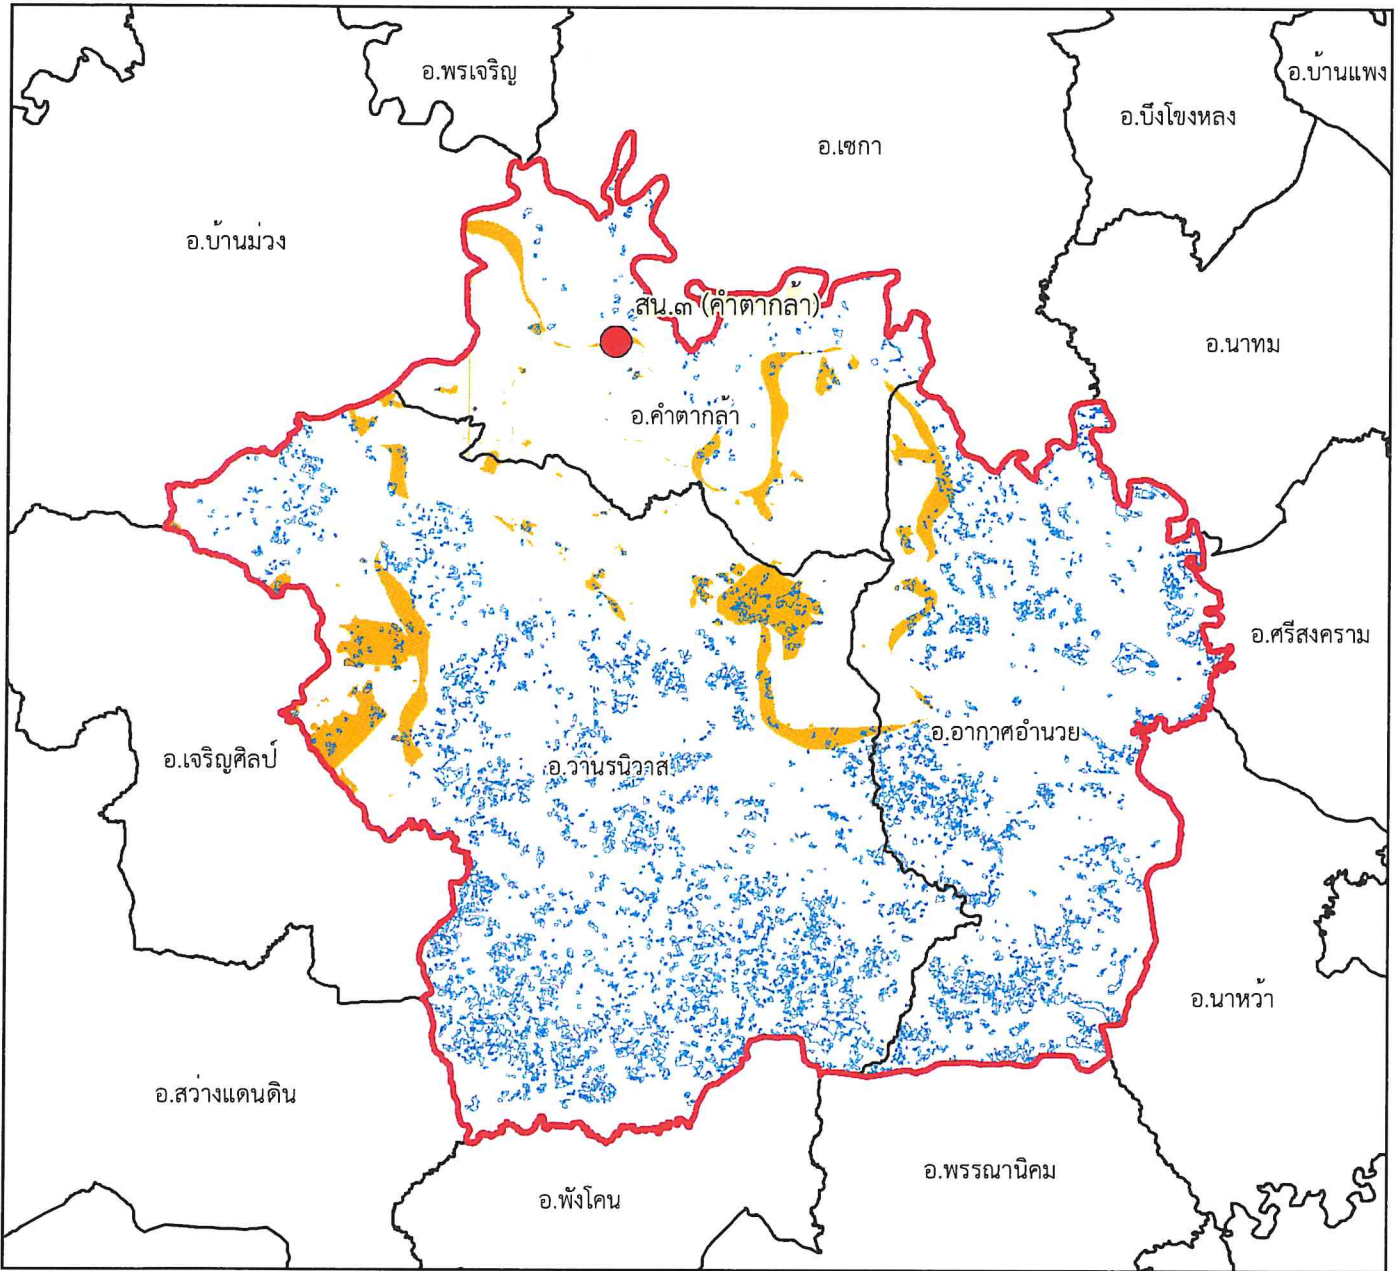 อ.พรเจริญ
อ.บ้านแพง
อ.บึงโขงหลง
อ.เซกา
อ.บ้านม่วง
สน.๓ (คำตากล้า)
อ.นาทม
อ.คำตากล้า
อ.ศรีสงคราม
อ.อากาศอำนวย
อ.เจริญศิลป์
อ.วานรนิวาส
อ.นาหว้า
อ.สว่างแดนดิน
อ.พรรณานิคม
อ.พังโคน